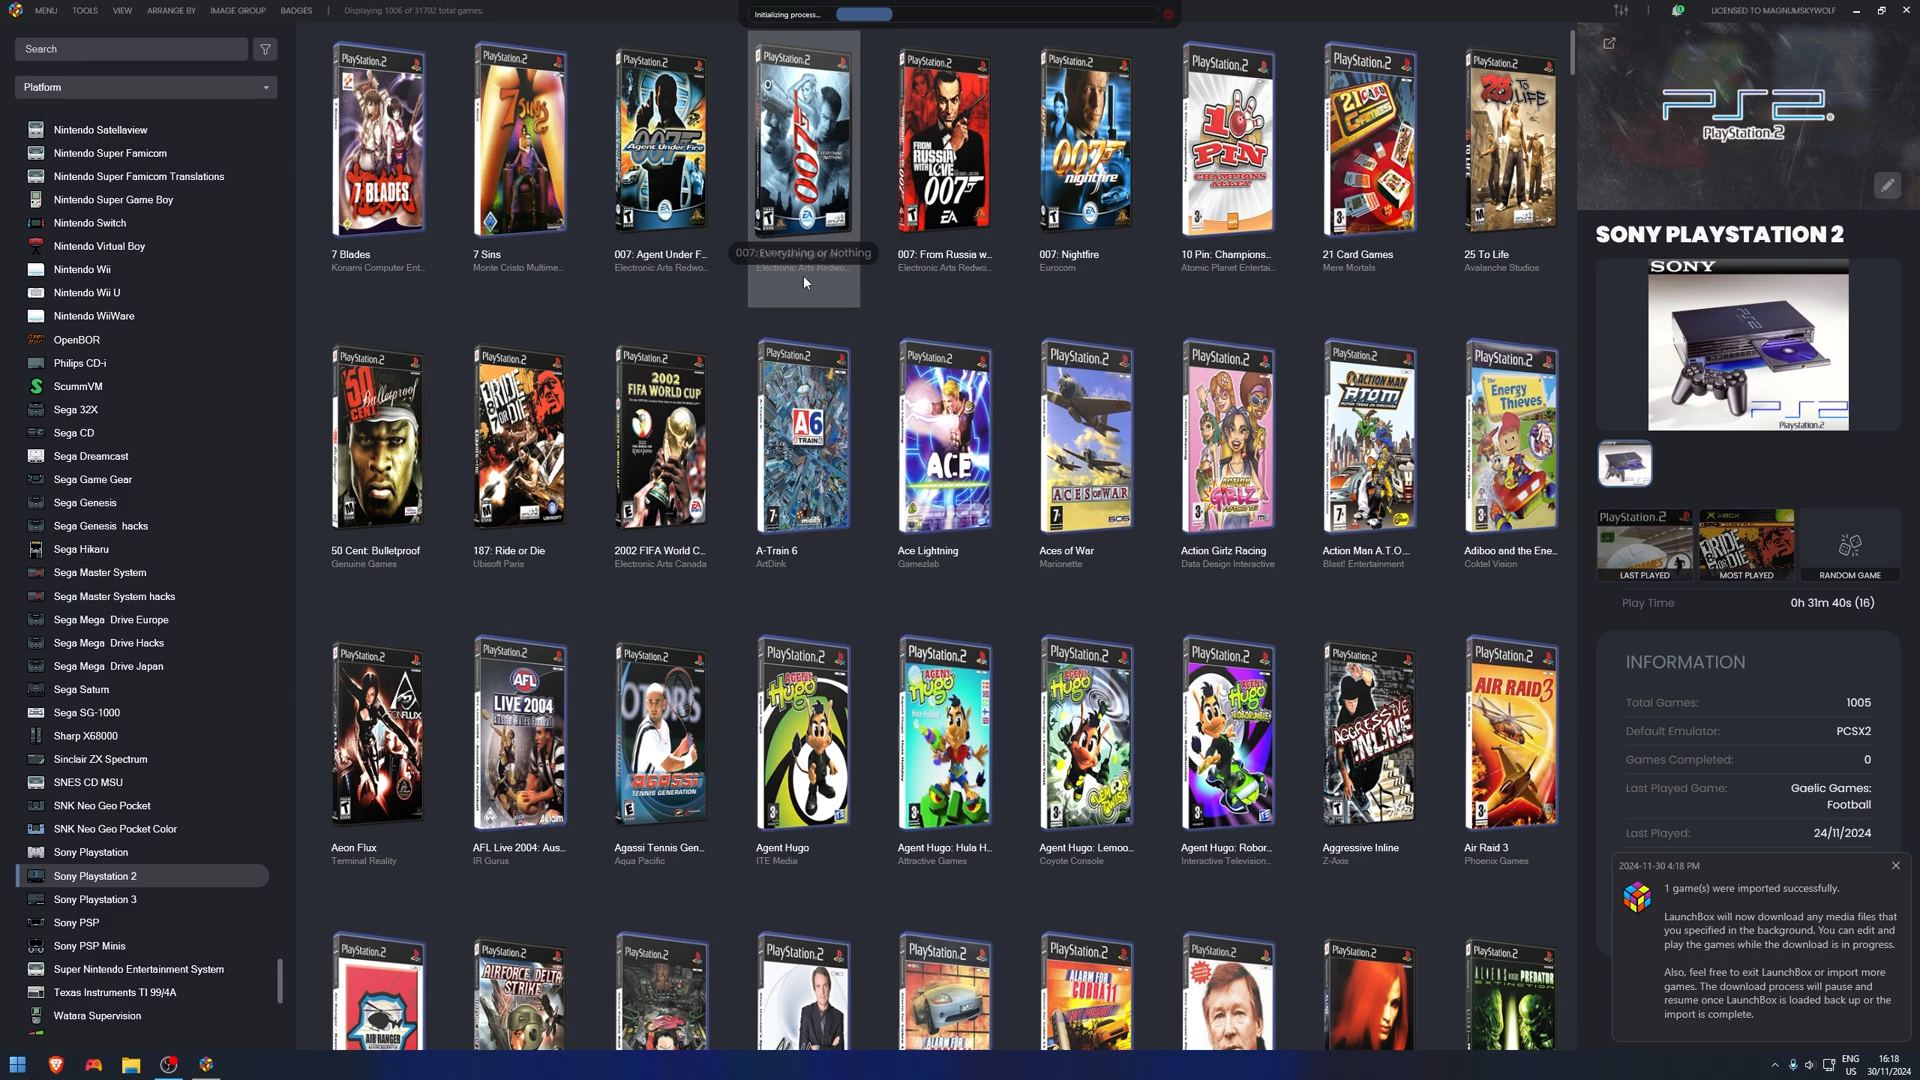 MENU TOOLS VIEW ARRANGE BY IMAGE GROUP BADGES Displaying 1006 of 31702 total games. Initializing process... LICENSED TO MAGNUMSKYWOLF
Search
Platform
Nintendo Satellaview
Nintendo Super Famicom
Nintendo Super Famicom Translations
Nintendo Super Game Boy
Nintendo Switch
Nintendo Virtual Boy
Nintendo Wii
Nintendo Wii U
Nintendo WiiWare
OpenBOR
Philips CD-i
ScummVM
Sega 32X
Sega CD
Sega Dreamcast
Sega Game Gear
Sega Genesis
Sega Genesis hacks
Sega Hikaru
Sega Master System
Sega Master System hacks
Sega Mega Drive Europe
Sega Mega Drive Hacks
Sega Mega Drive Japan
Sega Saturn
Sega SG-1000
Sharp X68000
Sinclair ZX Spectrum
SNES CD MSU
SNK Neo Geo Pocket
SNK Neo Geo Pocket Color
Sony Playstation
Sony Playstation 2
Sony Playstation 3
Sony PSP
Sony PSP Minis
Super Nintendo Entertainment System
Texas Instruments TI 99/4A
Watara Supervision
7 Blades
Konami Computer Ent...
7 Sins
Monte Cristo Multime...
007: Agent Under F...
Electronic Arts Redwo...
007: Everything or Nothing
Electronic Arts Redwo...
007: From Russia w...
Electronic Arts Redwo...
007: Nightfire
Eurocom
10 Pin: Champions...
Atomic Planet Entertai...
21 Card Games
Mere Mortals
25 To Life
Avalanche Studios
50 Cent: Bulletproof
Genuine Games
187: Ride or Die
Ubisoft Paris
2002 FIFA World C...
Electronic Arts Canada
A-Train 6
ArtDink
Ace Lightning
Gamezlab
Aces of War
Marionette
Action Girlz Racing
Data Design Interactive
Action Man A.T.O....
Blast! Entertainment
Adiboo and the Ene...
Coktel Vision
Aeon Flux
Terminal Reality
AFL Live 2004: Aus...
IR Gurus
Agassi Tennis Gen...
Aqua Pacific
Agent Hugo
ITE Media
Agent Hugo: Hula H...
Attractive Games
Agent Hugo: Lemoo...
Coyote Console
Agent Hugo: Robor...
Interactive Television...
Aggressive Inline
Z-Axis
Air Raid 3
Phoenix Games
PS2.
PlayStation.2
SONY PLAYSTATION 2
SONY
PS2
Playstation.2
LAST PLAYED
MOST PLAYED
RANDOM GAME
Play Time 0h 31m 40s (16)
INFORMATION
Total Games: 1005
Default Emulator: PCSX2
Games Completed: 0
Last Played Game: Gaelic Games:
Football
Last Played: 24/11/2024
2024-11-30 4:18 PM
1 game(s) were imported successfully.
LaunchBox will now download any media files that
you specified in the background. You can edit and
play the games while the download is in progress.
Also, feel free to exit LaunchBox or import more
games. The download process will pause and
resume once LaunchBox is loaded back up or the
import is complete.
ENG
US
16:18
30/11/2024